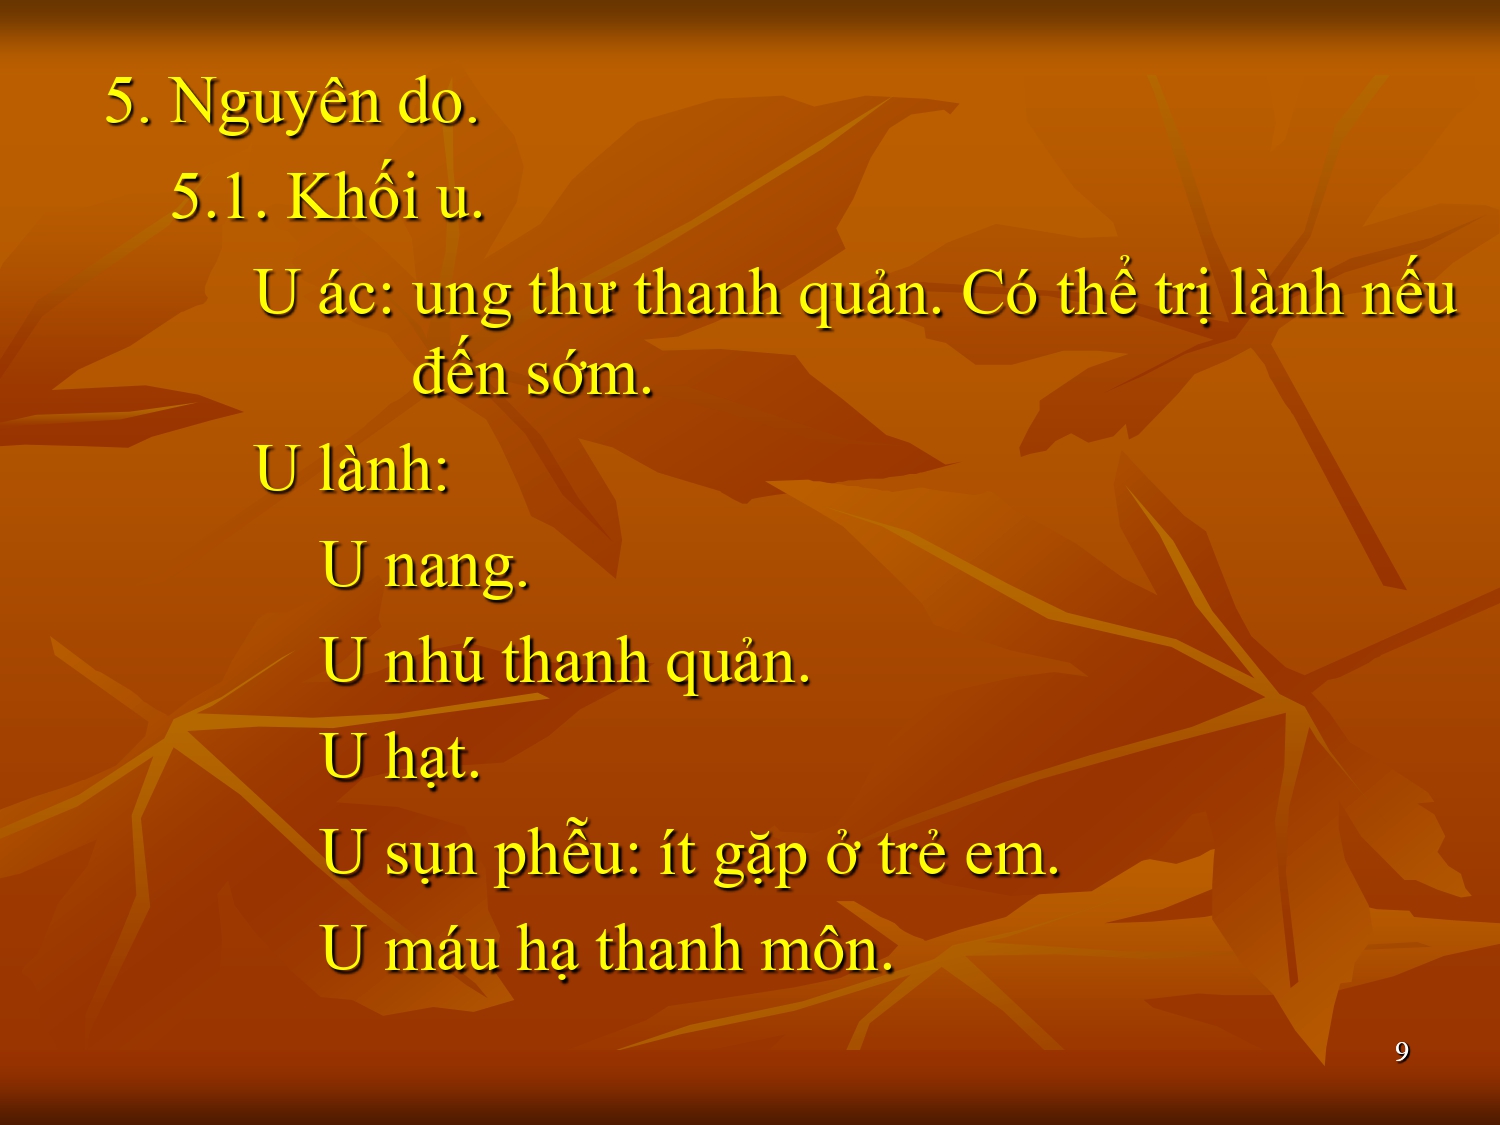 5. Nguyên do.
5.1. Khối u.
U ác: ung thư thanh quản. Có thể trị lành nếu
đến sớm.
U lành:
U nang.
U nhú thanh quản.
U hạt.
U sụn phễu: ít gặp ở trẻ em.
U máu hạ thanh môn.
9